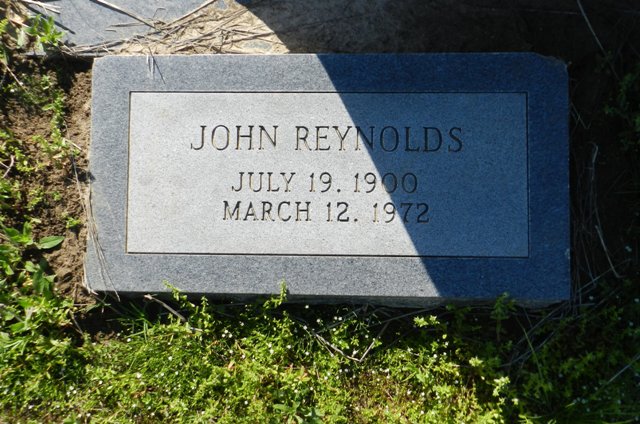 JOHN REYNOLDS
JULY 19. 1900
MARCH 12. 1972